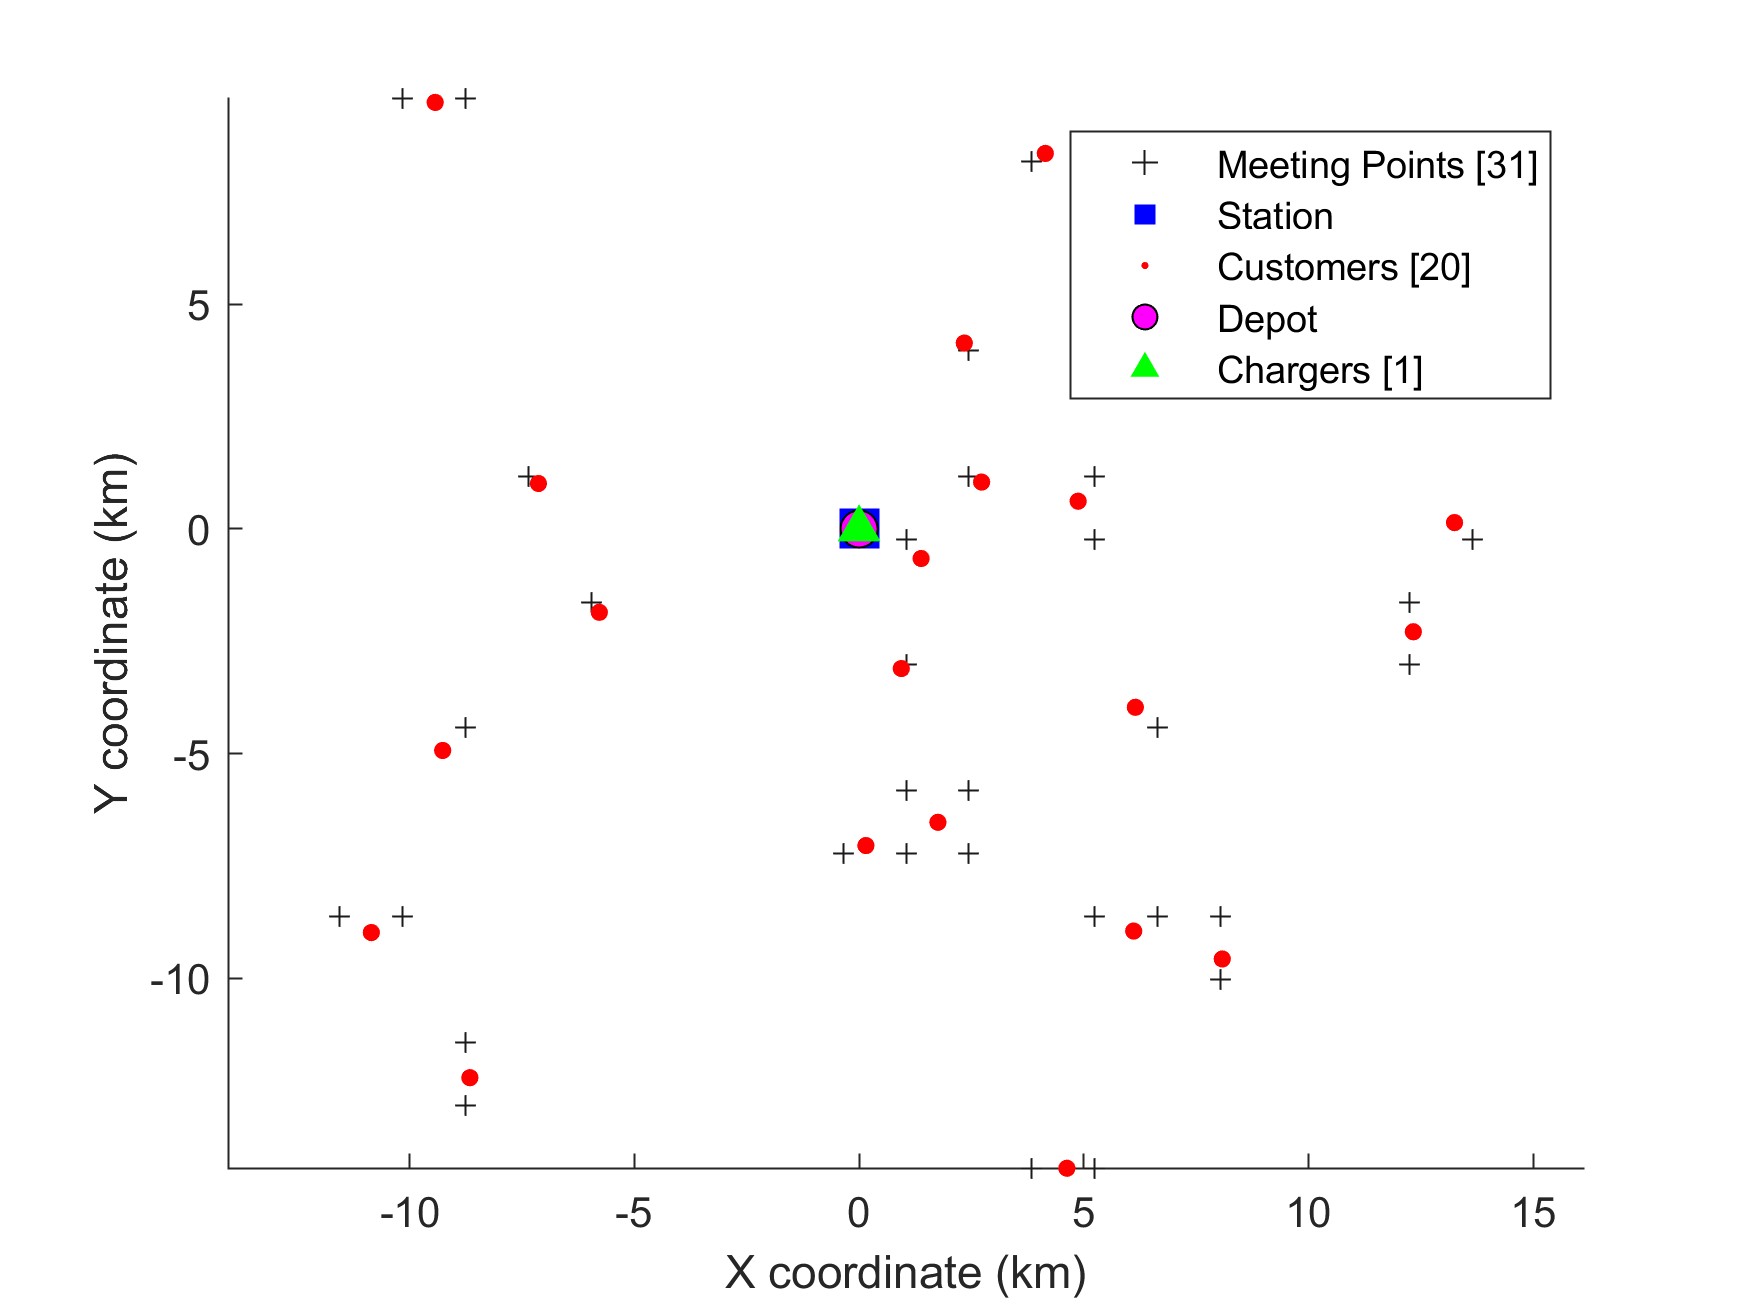 Meeting Points [31]
Station
Customers [20]
Depot
Chargers [1]
5
0
-5
-10
Y coordinate (km)
-10 -5 0 5 10 15
X coordinate (km)